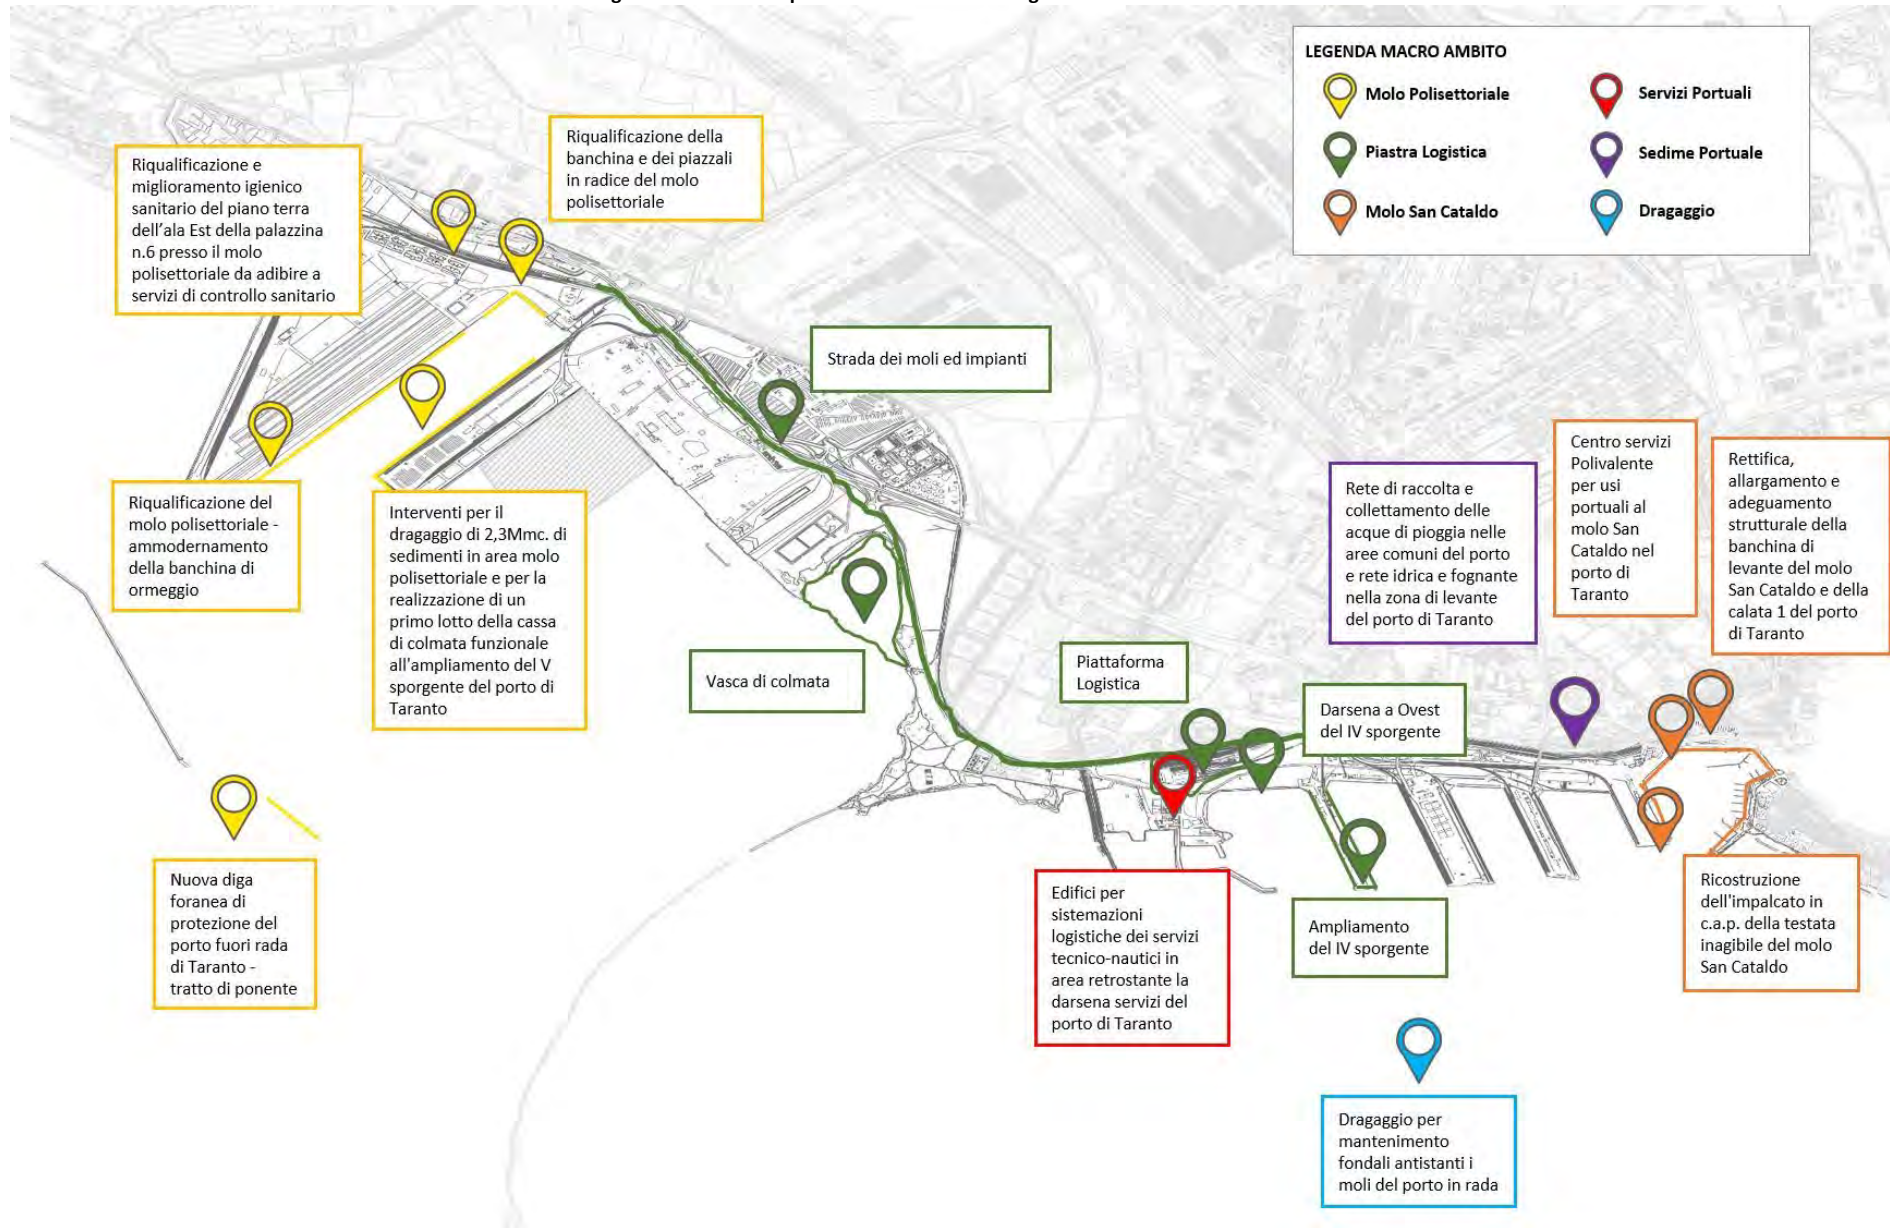 LEGENDA MACRO AMBITO
Molo Polisettoriale
Servizi Portuali
Piastra Logistica
Sedime Portuale
Molo San Cataldo
Dragaggio
Riqualificazione e
miglioramento igienico
sanitario del piano terra
dell'ala Est della palazzina
n.6 presso il molo
polisettoriale da adibire a
servizi di controllo sanitario
Riqualificazione della
banchina e dei piazzali
in radice del molo
polisettoriale
Strada dei moli ed impianti
Riqualificazione del
molo polisettoriale -
ammodernamento
della banchina di
ormeggio
Interventi per il
dragaggio di 2,3Mmc. di
sedimenti in area molo
polisettoriale e per la
realizzazione di un
primo lotto della cassa
di colmata funzionale
all'ampliamento del V
sporgente del porto di
Taranto
Vasca di colmata
Piattaforma
Logistica
Rete di raccolta e
collettamento delle
acque di pioggia nelle
aree comuni del porto
e rete idrica e fognante
nella zona di levante
del porto di Taranto
Centro servizi
Polivalente
per usi
portuali al
molo San
Cataldo nel
porto di
Taranto
Rettifica,
allargamento e
adeguamento
strutturale della
banchina di
levante del molo
San Cataldo e della
calata 1 del porto
di Taranto
Darsena a Ovest
del IV sporgente
Nuova diga
foranea di
protezione del
porto fuori rada
di Taranto -
tratto di ponente
Edifici per
sistemazioni
logistiche dei servizi
tecnico-nautici in
area retrostante la
darsena servizi del
porto di Taranto
Ampliamento
del IV sporgente
Ricostruzione
dell'impalcato in
c.a.p. della testata
inagibile del molo
San Cataldo
Dragaggio per
mantenimento
fondali antistanti i
moli del porto in rada